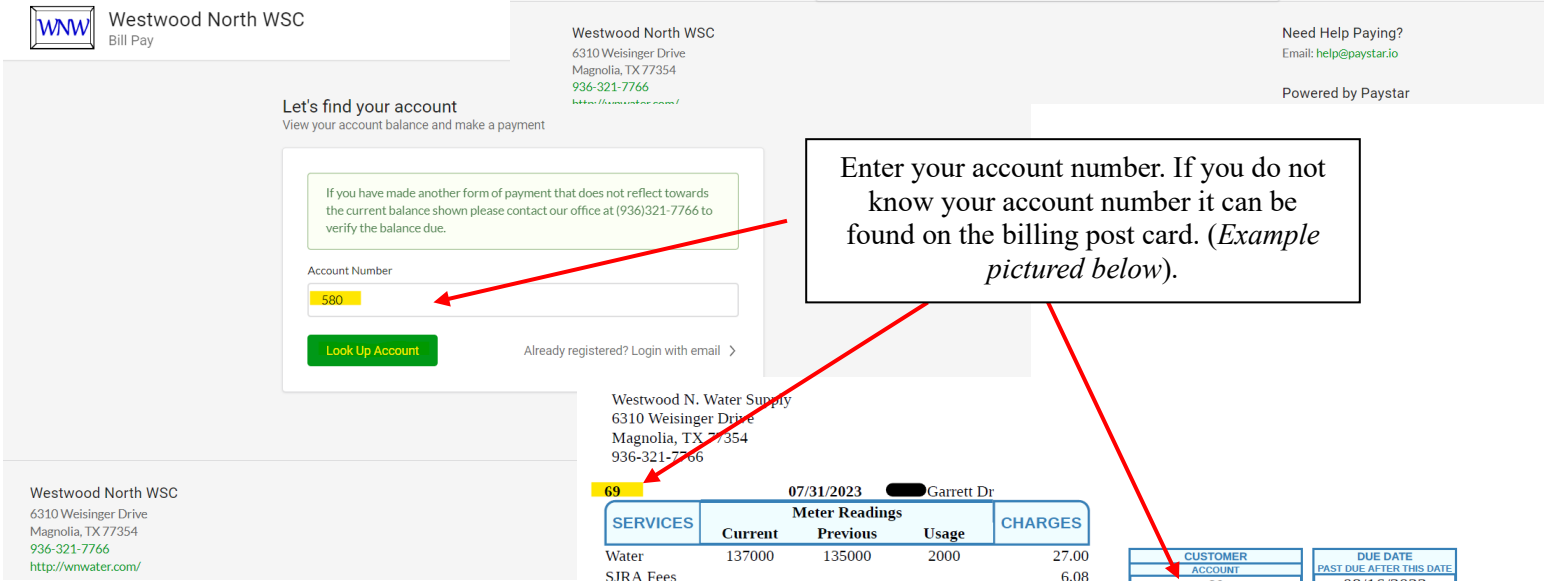 WNW
Westwood North WSC
Bill Pay
Westwood North WSC
6310 Weisinger Drive
Magnolia, TX 77354
936-321-7766
http://wnwater.com/
Need Help Paying?
Email: help@paystar.io
Powered by Paystar
Let's find your account
View your account balance and make a payment
If you have made another form of payment that does not reflect towards
the current balance shown please contact our office at (936)321-7766 to
verify the balance due.
Account Number
580
Look Up Account
Already registered? Login with email
Enter your account number. If you do not
know your account number it can be
found on the billing post card. (Example
pictured below).
Westwood N. Water Supply
6310 Weisinger Drive
Magnolia, TX 77354
936-321-7766
69 07/31/2023 Garrett Dr
SERVICES Meter Readings CHARGES
Current Previous Usage
Water 137000 135000 2000 27.00
SJRA Fees 6.08
CUSTOMER
ACCOUNT
DUE DATE
PAST DUE AFTER THIS DATE
Westwood North WSC
6310 Weisinger Drive
Magnolia, TX 77354
936-321-7766
http://wnwater.com/